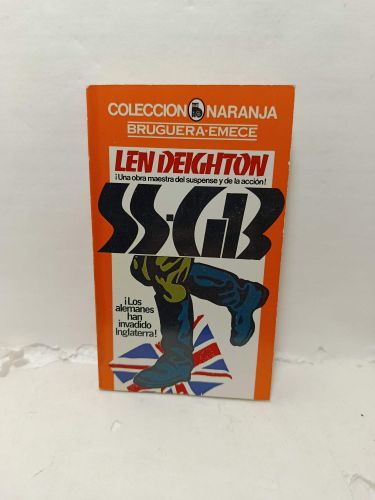 COLECCION NARANJA
BRUGUERA-EMECÉ
LEN DEIGHTON
¡Una obra maestra del suspense y de la acción!
SS-GB
¡Los
alemanes
han
invadido
Inglaterra!